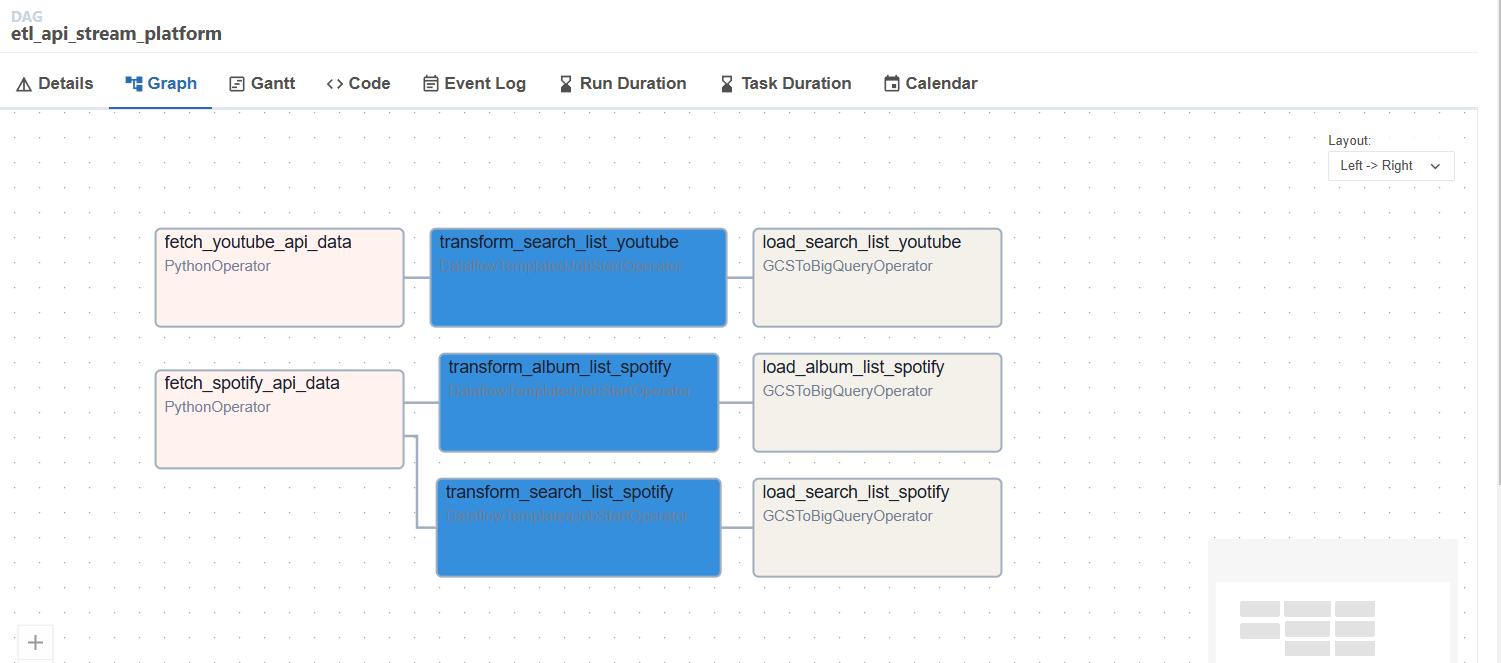 DAG
etl_api_stream_platform
Details
Graph
Gantt
Code
Event Log
Run Duration
Task Duration
Calendar
Layout:
Left -> Right
fetch_youtube_api_data
PythonOperator
transform_search_list_youtube
DataflowTemplatedJobStartOperator
load_search_list_youtube
GCSToBigQueryOperator
fetch_spotify_api_data
PythonOperator
transform_album_list_spotify
DataflowTemplatedJobStartOperator
load_album_list_spotify
GCSToBigQueryOperator
transform_search_list_spotify
DataflowTemplatedJobStartOperator
load_search_list_spotify
GCSToBigQueryOperator